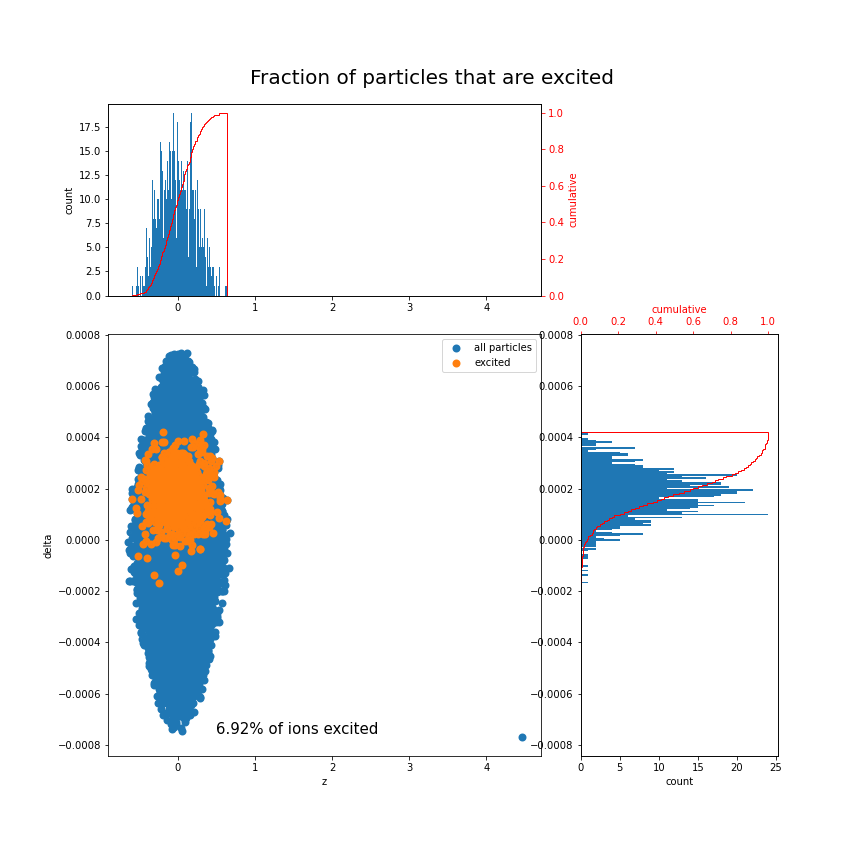 Fraction of particles that are excited
17.5
15.0
12.5
10.0
7.5
5.0
2.5
0.0
count
0 1 2 3 4
1.0
0.8
0.6
0.4
0.2
0.0
cumulative
cumulative
0.0 0.2 0.4 0.6 0.8 1.0
0.0008
0.0006
0.0004
0.0002
0.0000
−0.0002
−0.0004
−0.0006
−0.0008
delta
all particles
excited
6.92% of ions excited
0 1 2 3 4
z
0.0008
0.0006
0.0004
0.0002
0.0000
−0.0002
−0.0004
−0.0006
−0.0008
0 5 10 15 20 25
count